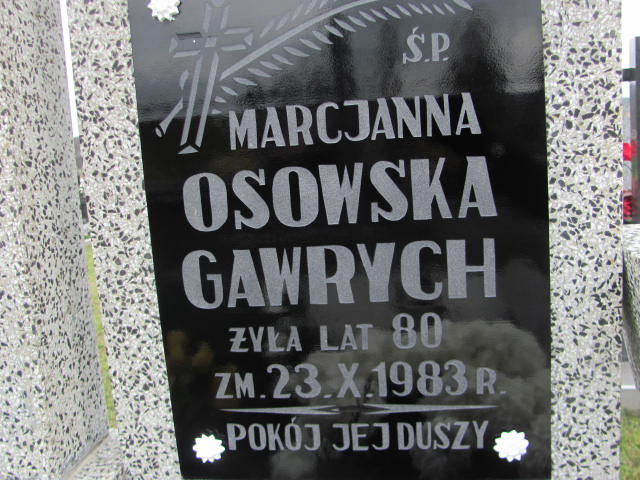 Ś.P.
MARCJANNA
OSOWSKA
GAWRYCH
ŻYŁA LAT 80
ZM. 23.X.1983 R.
POKÓJ JEJ DUSZY